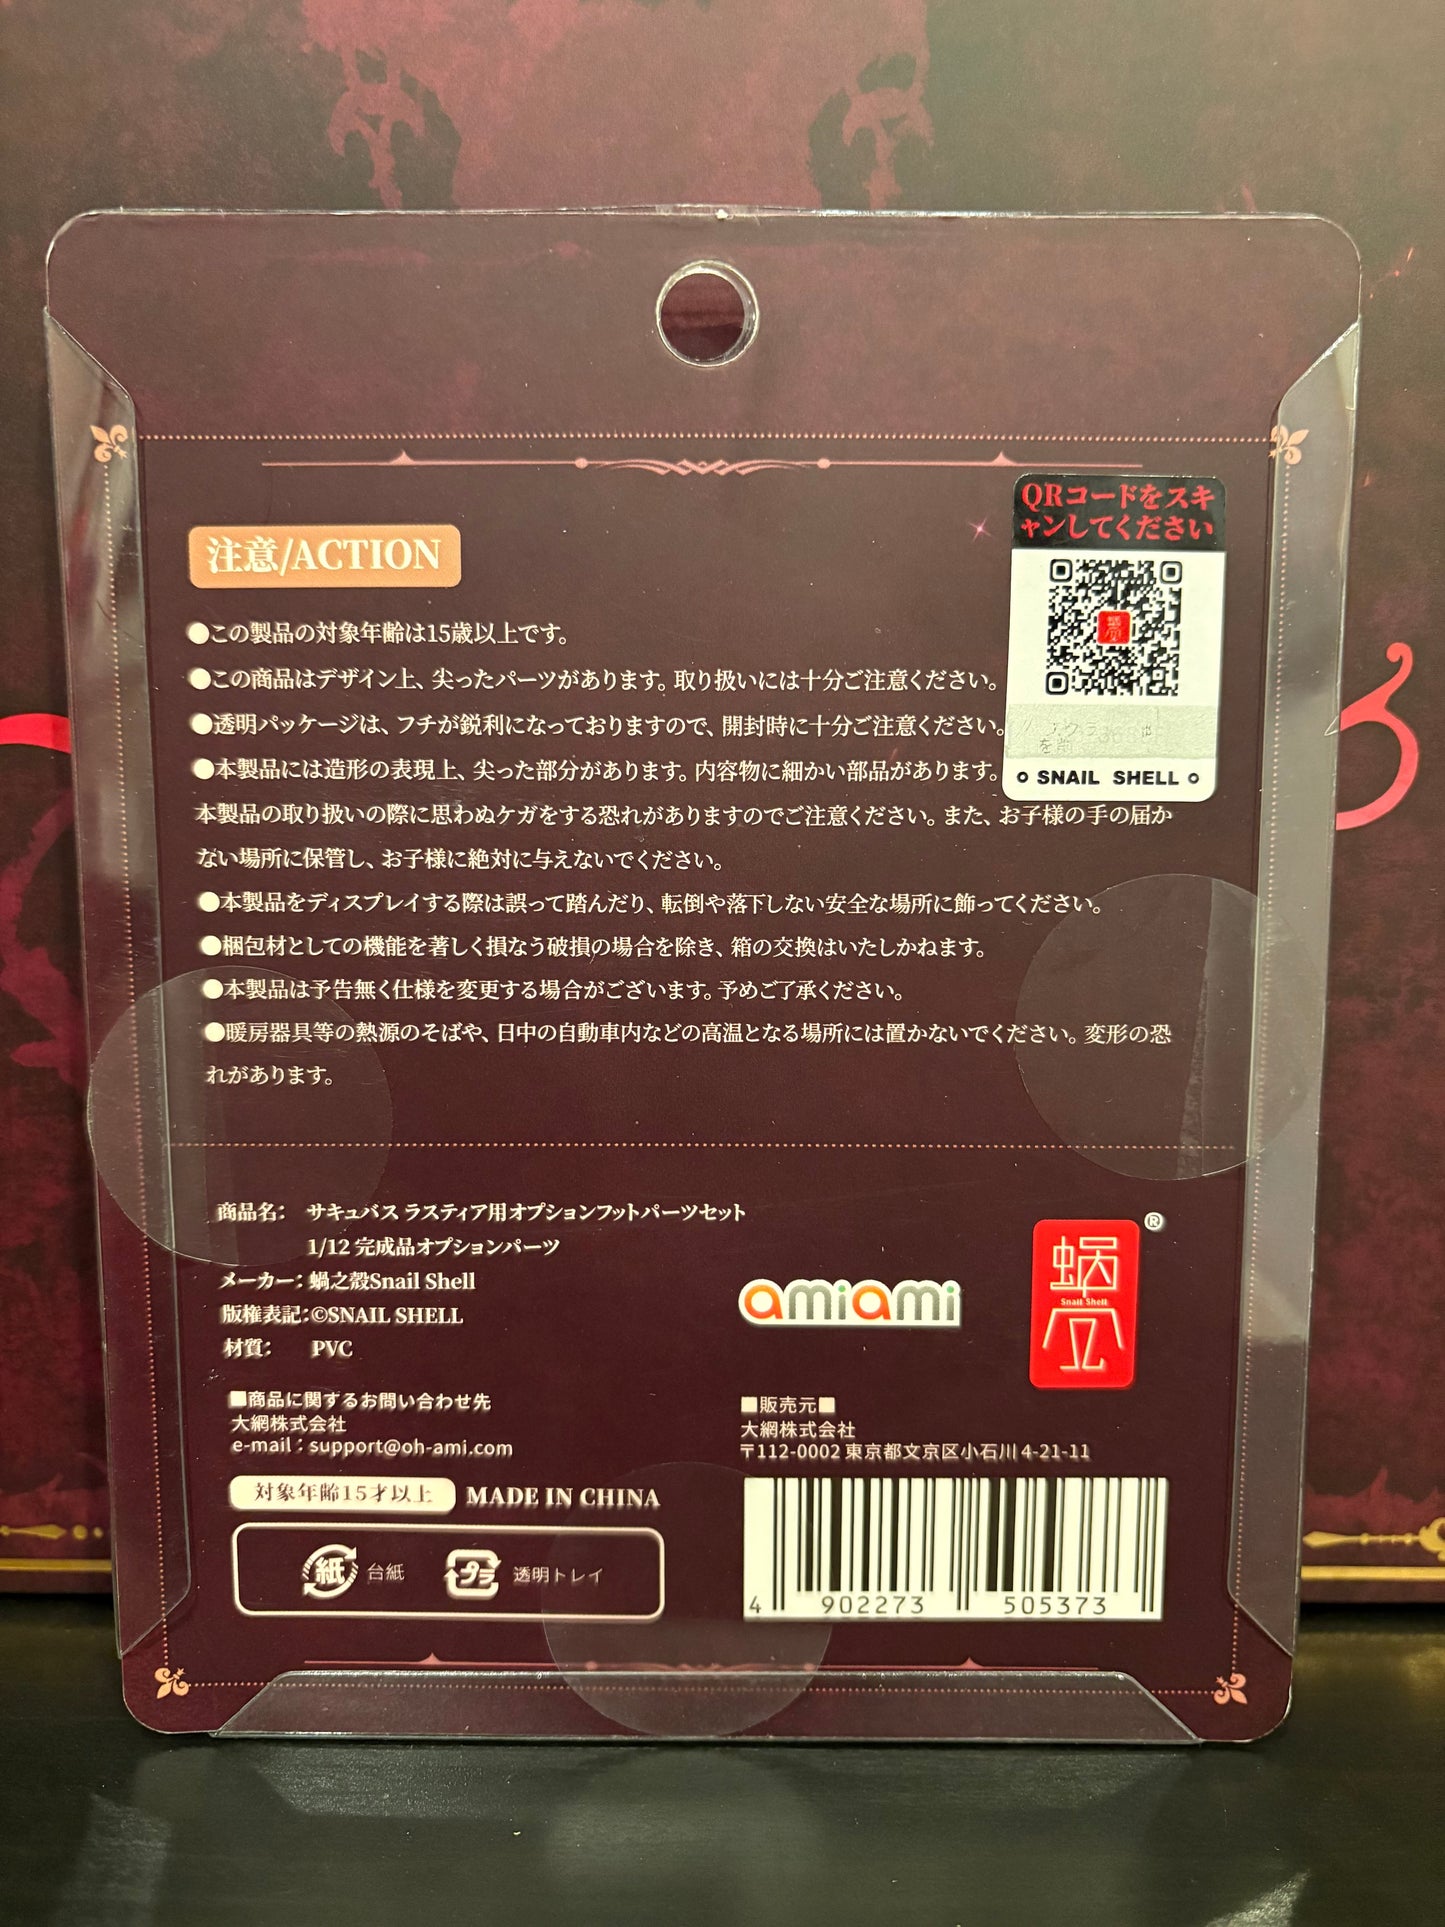 QRコードをスキ
ャンしてください
注意/ACTION
●この製品の対象年齢は15歳以上です。
●この商品はデザイン上、尖ったパーツがあります。取り扱いには十分ご注意ください。
●透明パッケージは、フチが鋭利になっておりますので、開封時に十分ご注意ください。
●本製品には造形の表現上、尖った部分があります。内容物に細かい部品があります。
SNAIL SHELL
本製品の取り扱いの際に思わぬケガをする恐れがありますのでご注意ください。また、お子様の手の届か
ない場所に保管し、お子様に絶対に与えないでください。
●本製品をディスプレイする際は誤って踏んだり、転倒や落下しない安全な場所に飾ってください。
●梱包材としての機能を著しく損なう破損の場合を除き、箱の交換はいたしかねます。
●本製品は予告無く仕様を変更する場合がございます。予めご了承ください。
●暖房器具等の熱源のそばや、日中の自動車内などの高温となる場所には置かないでください。変形の恐
れがあります。
商品名： サキュバス ラスティア用オプションフットパーツセット
1/12 完成品オプションパーツ
メーカー：蝸之殻Snail Shell
版権表記：©SNAIL SHELL
材質： PVC
amiami
蝸
Snail Shell
®
■商品に関するお問い合わせ先
大網株式会社
e-mail：support@oh-ami.com
■販売元■
大網株式会社
〒112-0002 東京都文京区小石川 4-21-11
対象年齢15才以上 MADE IN CHINA
紙 台紙 プラ 透明トレイ
4 902273 505373